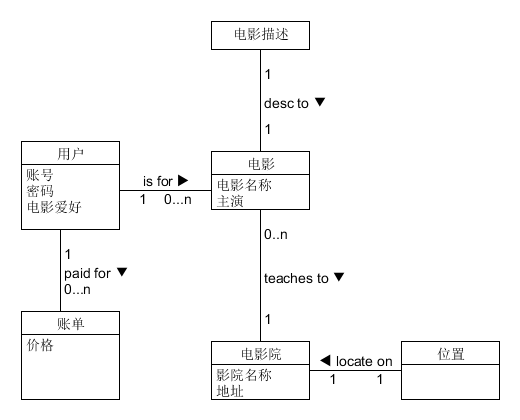 电影描述
1
desc to ▼
1
用户
账号
密码
电影爱好
is for ▶
1 0...n
电影
电影名称
主演
1
paid for ▼
0...n
0..n
teaches to ▼
1
账单
价格
电影院
影院名称
地址
◀ locate on
1 1
位置